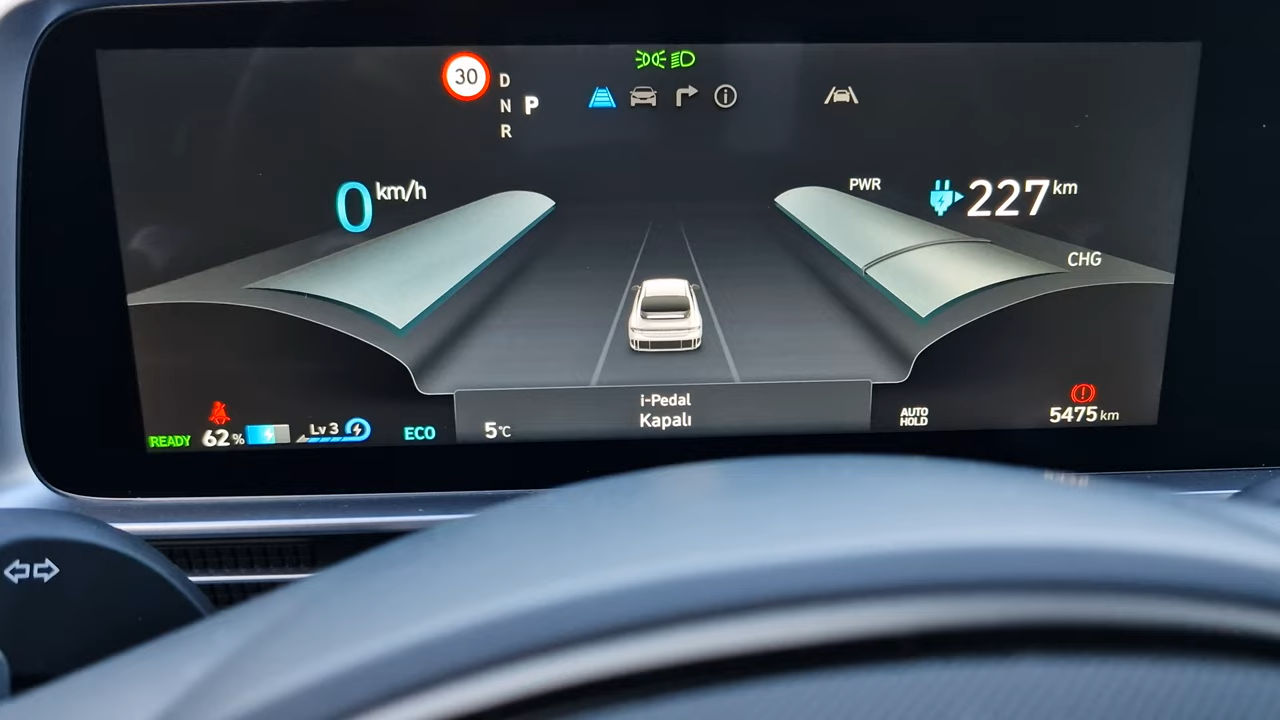 30
D
N P
R
0 km/h
PWR
227 km
CHG
i-Pedal
Kapalı
READY 62%
Lv 3
ECO
5°C
AUTO
HOLD
5475 km